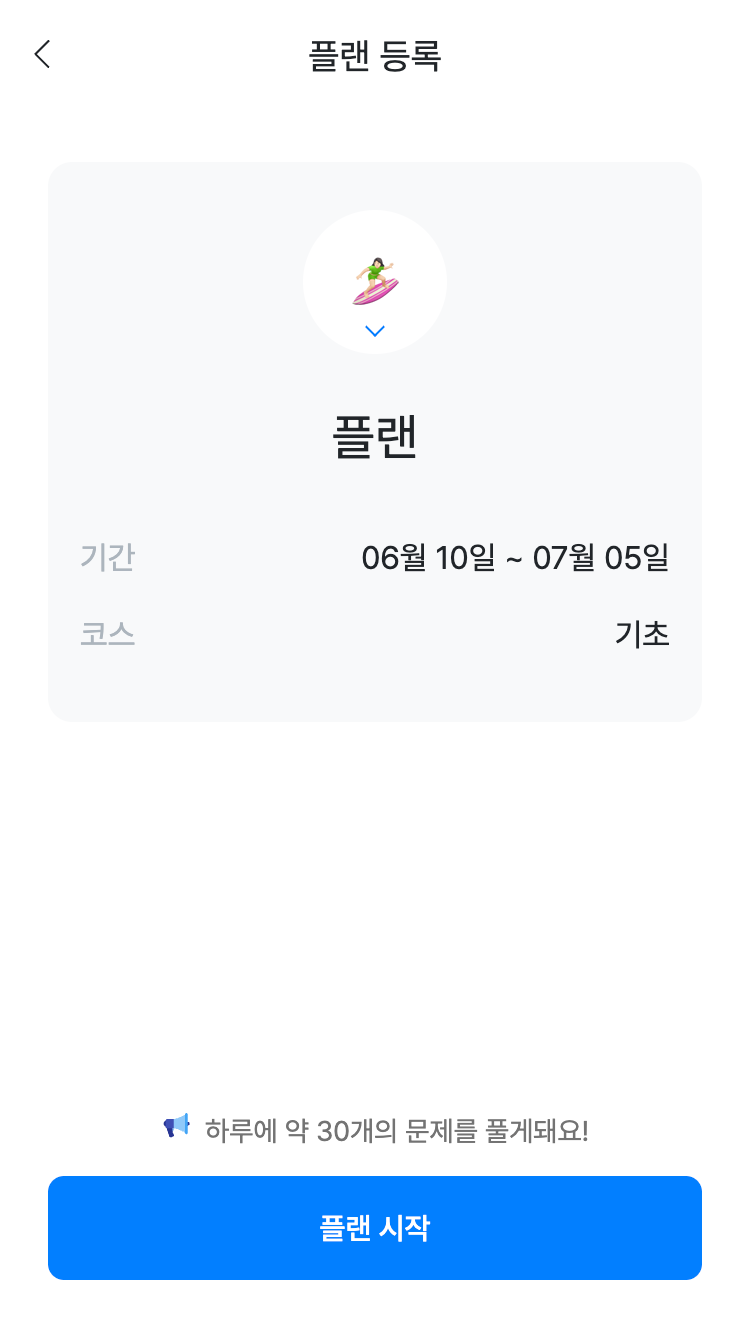 플랜 등록
플랜
기간 06월 10일 ~ 07월 05일
코스 기초
하루에 약 30개의 문제를 풀게돼요!
플랜 시작